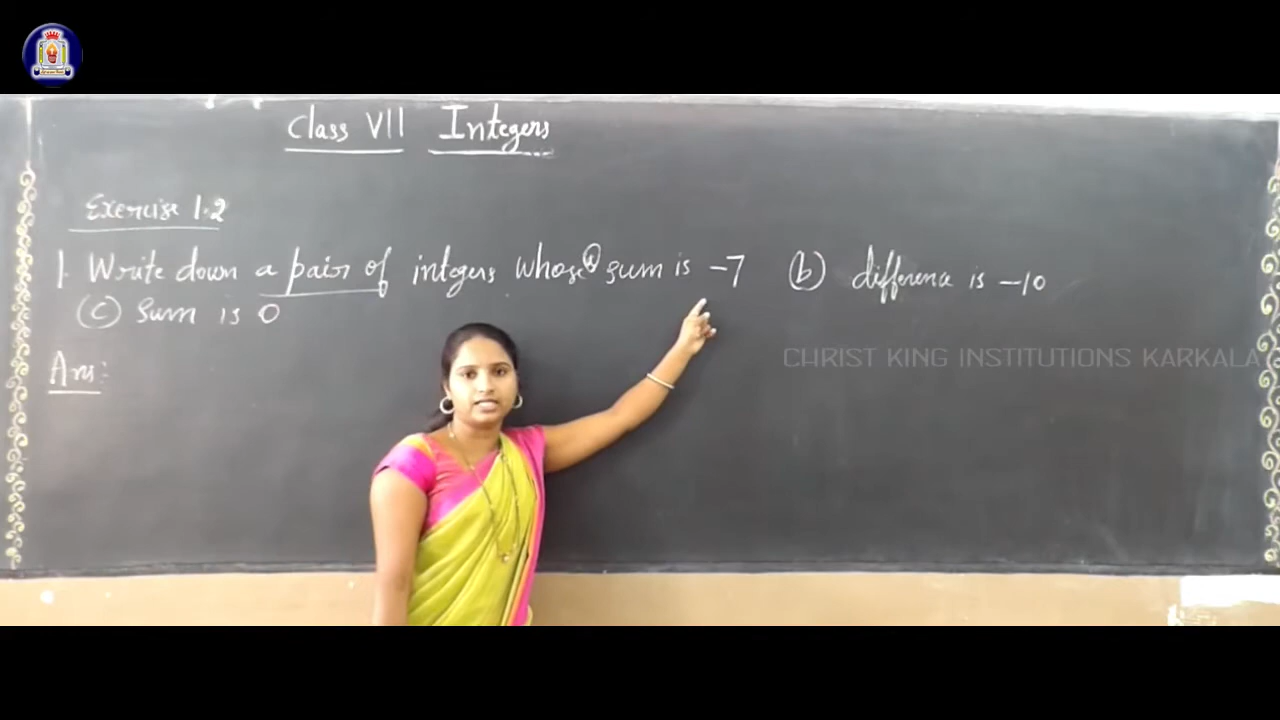 Class VII Integers
Exercise 1.2
1. Write down a pair of integers whose (a) sum is -7 (b) difference is -10
(c) Sum is 0
CHRIST KING INSTITUTIONS KARKALA
Ans: